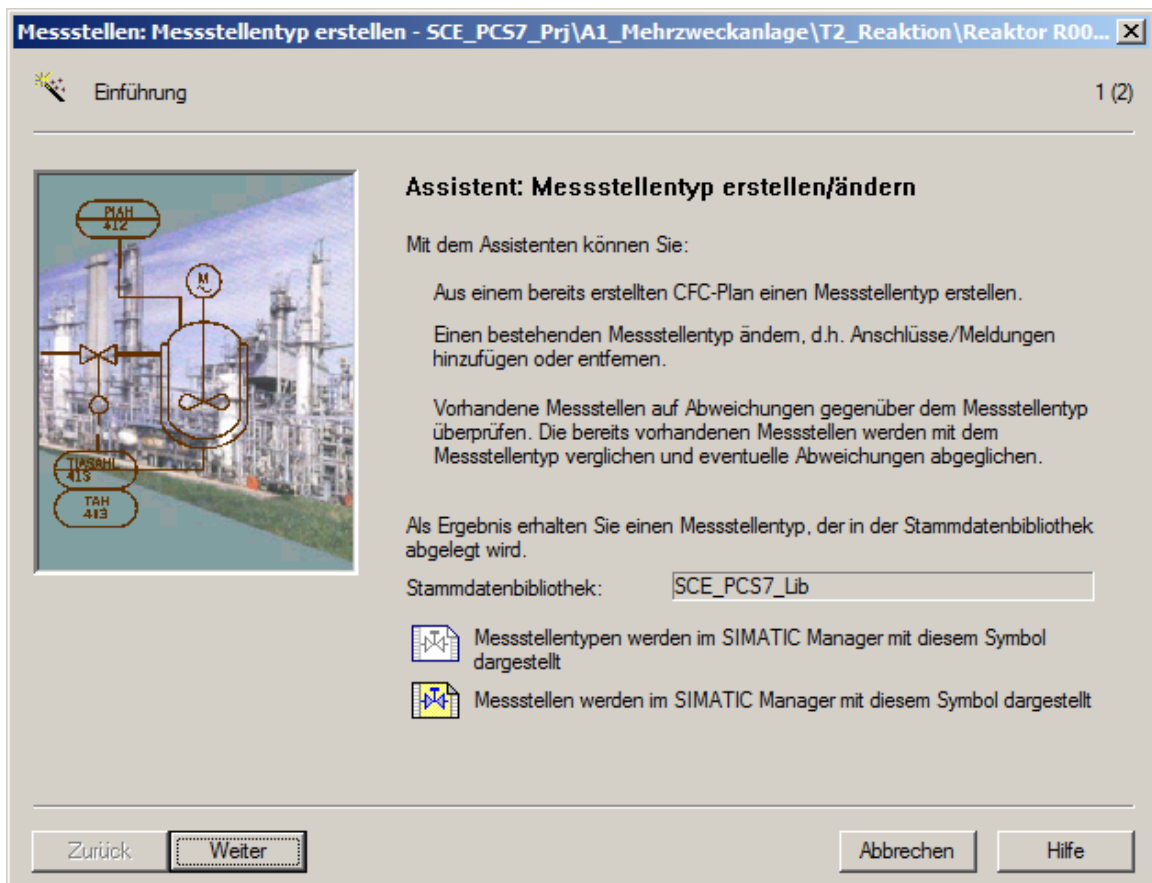 Messstellen: Messstellentyp erstellen - SCE_PCS7_Prj\A1_Mehrzweckanlage\T2_Reaktion\Reaktor R00...
Einführung
1 (2)
PIAH
412
M
TAH
413
Assistent: Messstellentyp erstellen/ändern
Mit dem Assistenten können Sie:
Aus einem bereits erstellten CFC-Plan einen Messstellentyp erstellen.
Einen bestehenden Messstellentyp ändern, d.h. Anschlüsse/Meldungen
hinzufügen oder entfernen.
Vorhandene Messstellen auf Abweichungen gegenüber dem Messstellentyp
überprüfen. Die bereits vorhandenen Messstellen werden mit dem
Messstellentyp verglichen und eventuelle Abweichungen abgeglichen.
Als Ergebnis erhalten Sie einen Messstellentyp, der in der Stammdatenbibliothek
abgelegt wird.
Stammdatenbibliothek: SCE_PCS7_Lib
Messstellentypen werden im SIMATIC Manager mit diesem Symbol
dargestellt
Messstellen werden im SIMATIC Manager mit diesem Symbol dargestellt
Zurück Weiter Abbrechen Hilfe